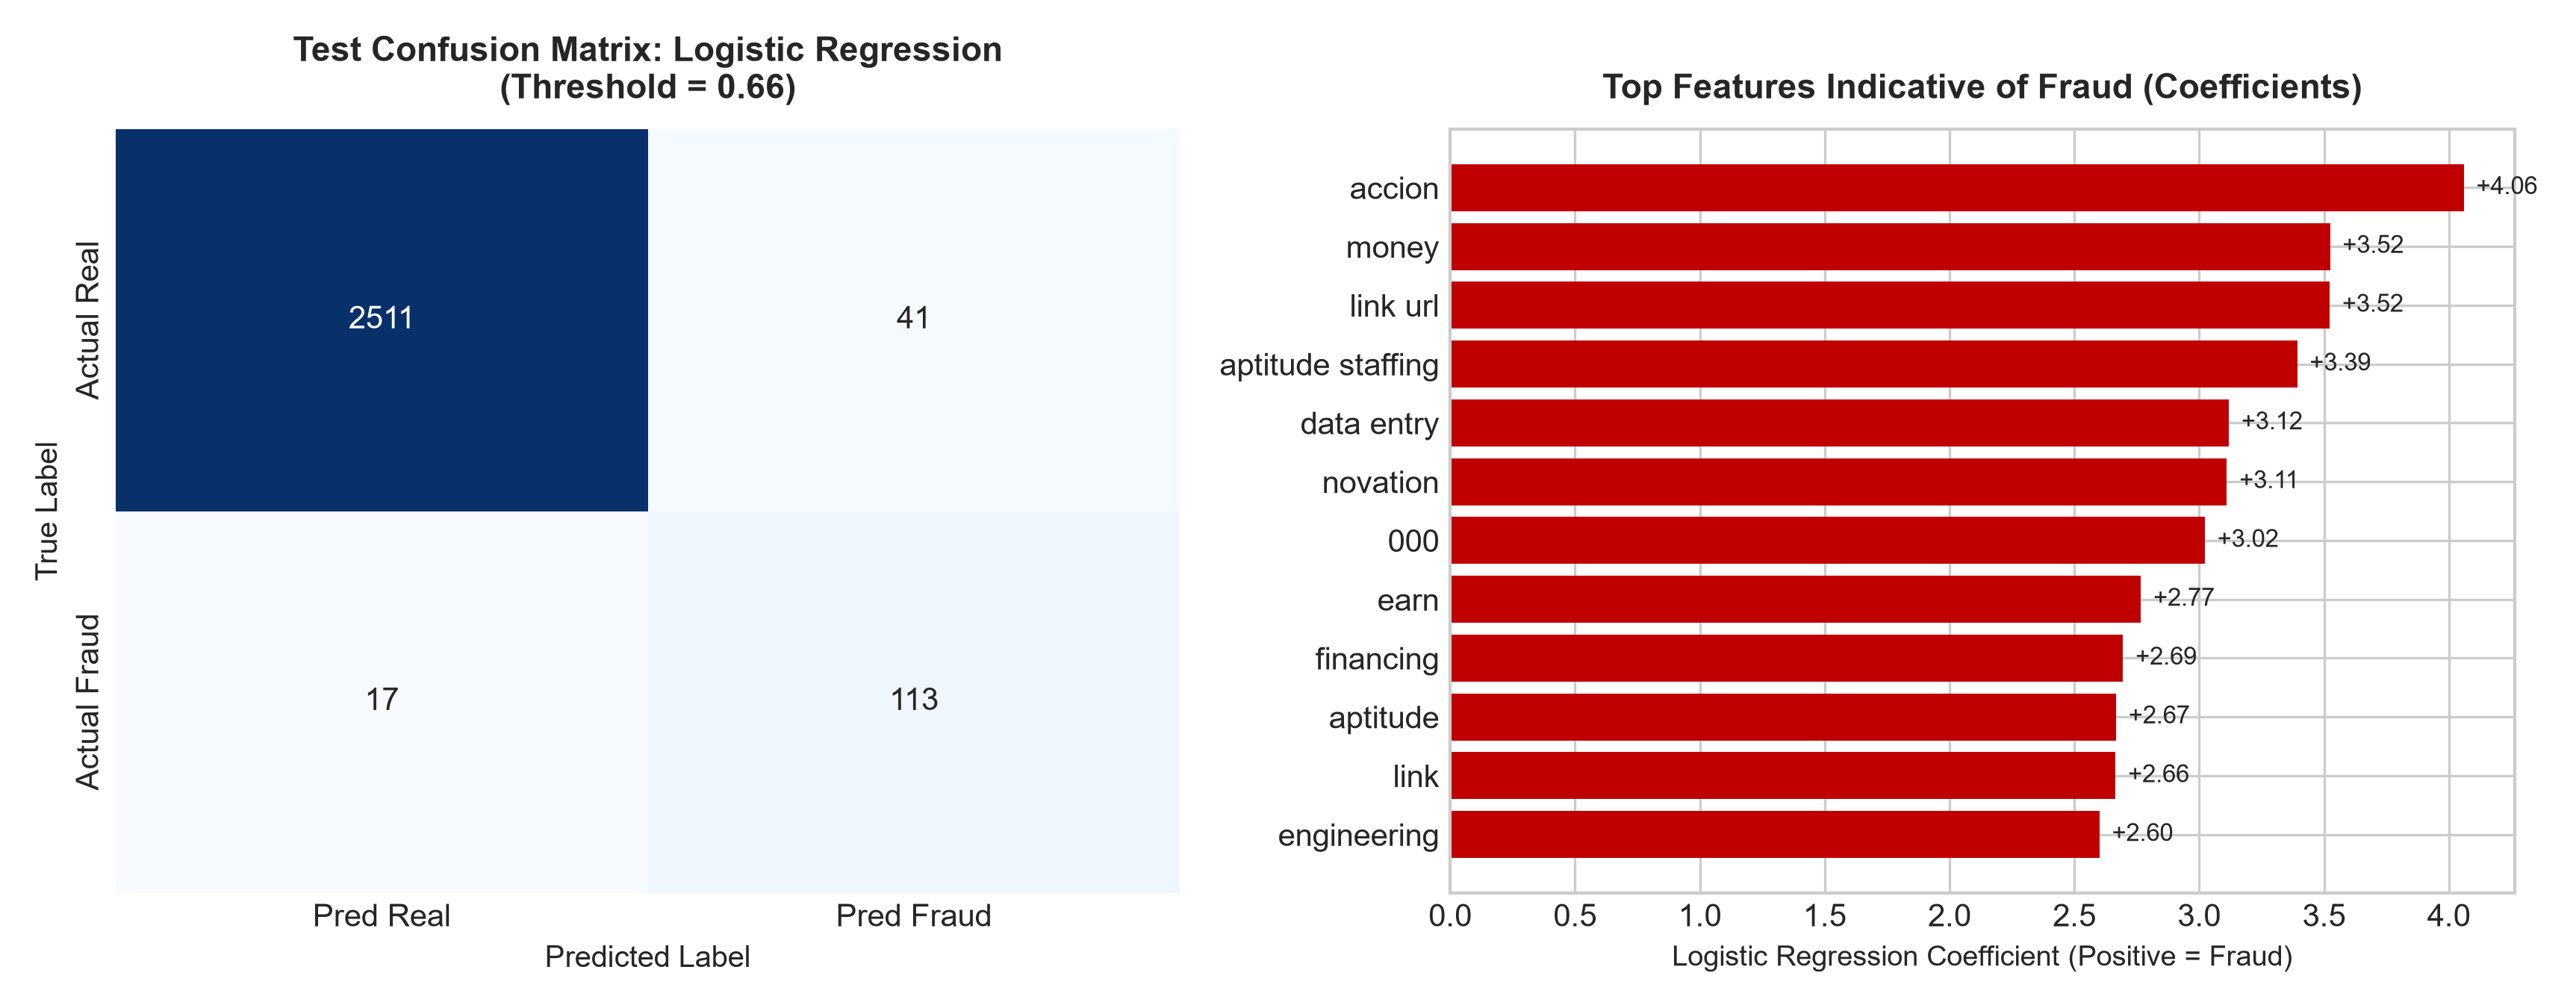 Test Confusion Matrix: Logistic Regression
(Threshold = 0.66)
True Label
Actual Real
Actual Fraud
2511
41
17
113
Pred Real
Pred Fraud
Predicted Label
Top Features Indicative of Fraud (Coefficients)
accion +4.06
money +3.52
link url +3.52
aptitude staffing +3.39
data entry +3.12
novation +3.11
000 +3.02
earn +2.77
financing +2.69
aptitude +2.67
link +2.66
engineering +2.60
0.0 0.5 1.0 1.5 2.0 2.5 3.0 3.5 4.0
Logistic Regression Coefficient (Positive = Fraud)